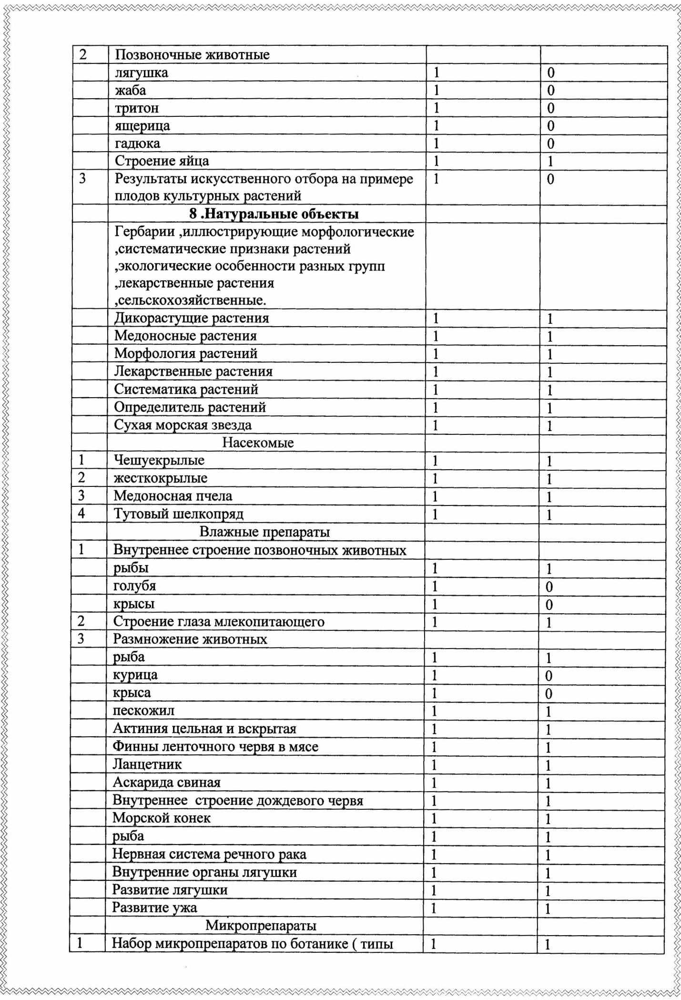 2 Позвоночные животные
лягушка 1 0
жаба 1 0
тритон 1 0
ящерица 1 0
гадюка 1 0
Строение яйца 1 1
3 Результаты искусственного отбора на примере 1 0
плодов культурных растений
8 .Натуральные объекты
Гербарии ,иллюстрирующие морфологические
,систематические признаки растений
,экологические особенности разных групп
,лекарственные растения
,сельскохозяйственные.
Дикорастущие растения 1 1
Медоносные растения 1 1
Морфология растений 1 1
Лекарственные растения 1 1
Систематика растений 1 1
Определитель растений 1 1
Сухая морская звезда 1 1
Насекомые
1 Чешуекрылые 1 1
2 жесткокрылые 1 1
3 Медоносная пчела 1 1
4 Тутовый шелкопряд 1 1
Влажные препараты
1 Внутреннее строение позвоночных животных
рыбы 1 1
голубя 1 0
крысы 1 0
2 Строение глаза млекопитающего 1 1
3 Размножение животных
рыба 1 1
курица 1 0
крыса 1 0
пескожил 1 1
Актиния цельная и вскрытая 1 1
Финны ленточного червя в мясе 1 1
Ланцетник 1 1
Аскарида свиная 1 1
Внутреннее строение дождевого червя 1 1
Морской конек 1 1
рыба 1 1
Нервная система речного рака 1 1
Внутренние органы лягушки 1 1
Развитие лягушки 1 1
Развитие ужа 1 1
Микропрепараты
1 Набор микропрепаратов по ботанике ( типы 1 1